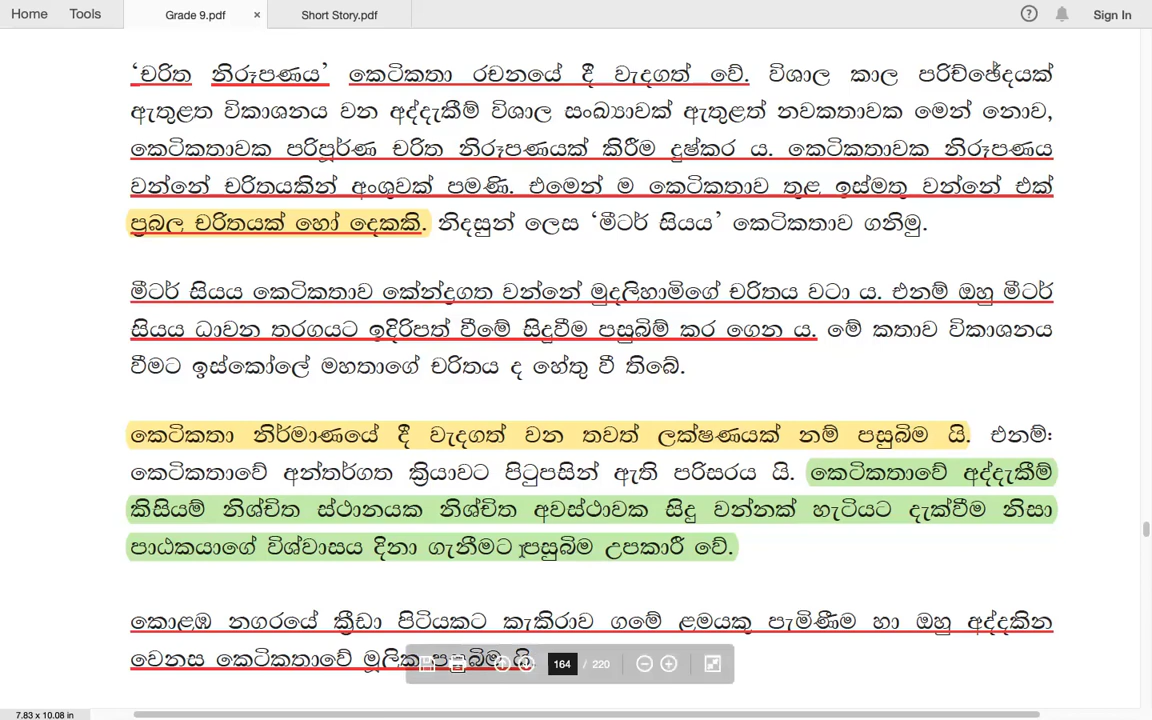 Home Tools Grade 9.pdf × Short Story.pdf Sign In
‘චරිත නිරූපණය’ කෙටිකතා රචනයේ දී වැදගත් වේ. විශාල කාල පරිච්ඡේදයක්
ඇතුළත විකාශනය වන අද්දැකීම් විශාල සංඛ්‍යාවක් ඇතුළත් නවකතාවක මෙන් නොව,
කෙටිකතාවක පරිපූර්ණ චරිත නිරූපණයක් කිරීම දුෂ්කර ය. කෙටිකතාවක නිරූපණය
වන්නේ චරිතයකින් අංශුවක් පමණි. එමෙන් ම කෙටිකතාව තුළ ඉස්මතු වන්නේ එක්
ප්‍රබල චරිතයක් හෝ දෙකකි. නිදසුන් ලෙස ‘මීටර් සියය’ කෙටිකතාව ගනිමු.
මීටර් සියය කෙටිකතාව කේන්ද්‍රගත වන්නේ මුදලිහාමිගේ චරිතය වටා ය. එනම් ඔහු මීටර්
සියය ධාවන තරගයට ඉදිරිපත් වීමේ සිදුවීම පසුබිම් කර ගෙන ය. මේ කතාව විකාශනය
වීමට ඉස්කෝලේ මහතාගේ චරිතය ද හේතු වී තිබේ.
කෙටිකතා නිර්මාණයේ දී වැදගත් වන තවත් ලක්ෂණයක් නම් පසුබිම යි. එනම්:
කෙටිකතාවේ අන්තර්ගත ක්‍රියාවට පිටුපසින් ඇති පරිසරය යි. කෙටිකතාවේ අද්දැකීම්
කිසියම් නිශ්චිත ස්ථානයක නිශ්චිත අවස්ථාවක සිදු වන්නක් හැටියට දැක්වීම නිසා
පාඨකයාගේ විශ්වාසය දිනා ගැනීමට පසුබිම උපකාරී වේ.
කොළඹ නගරයේ ක්‍රීඩා පිටියකට කැකිරාව ගමේ ළමයකු පැමිණීම හා ඔහු අද්දකින
වෙනස කෙටිකතාවේ මූලික පසුබිම යි.
164 / 220
7.83 x 10.08 in